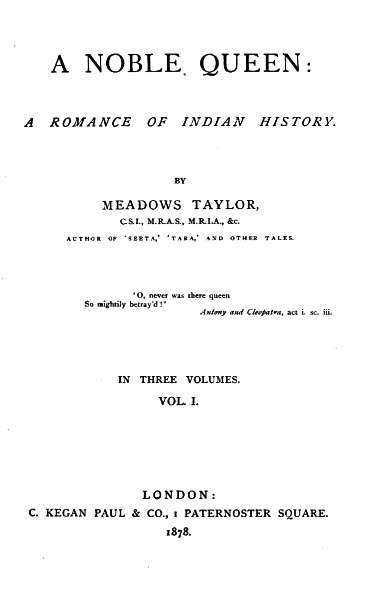 A NOBLE QUEEN:
A ROMANCE OF INDIAN HISTORY.
BY
MEADOWS TAYLOR,
C.S.I., M.R.A.S., M.R.I.A., &c.
AUTHOR OF 'SEETA,' 'TARA,' AND OTHER TALES.
'O, never was there queen
So mightily betray'd!'
Antony and Cleopatra, act i. sc. iii.
IN THREE VOLUMES.
VOL. I.
LONDON:
C. KEGAN PAUL & CO., 1 PATERNOSTER SQUARE.
1878.